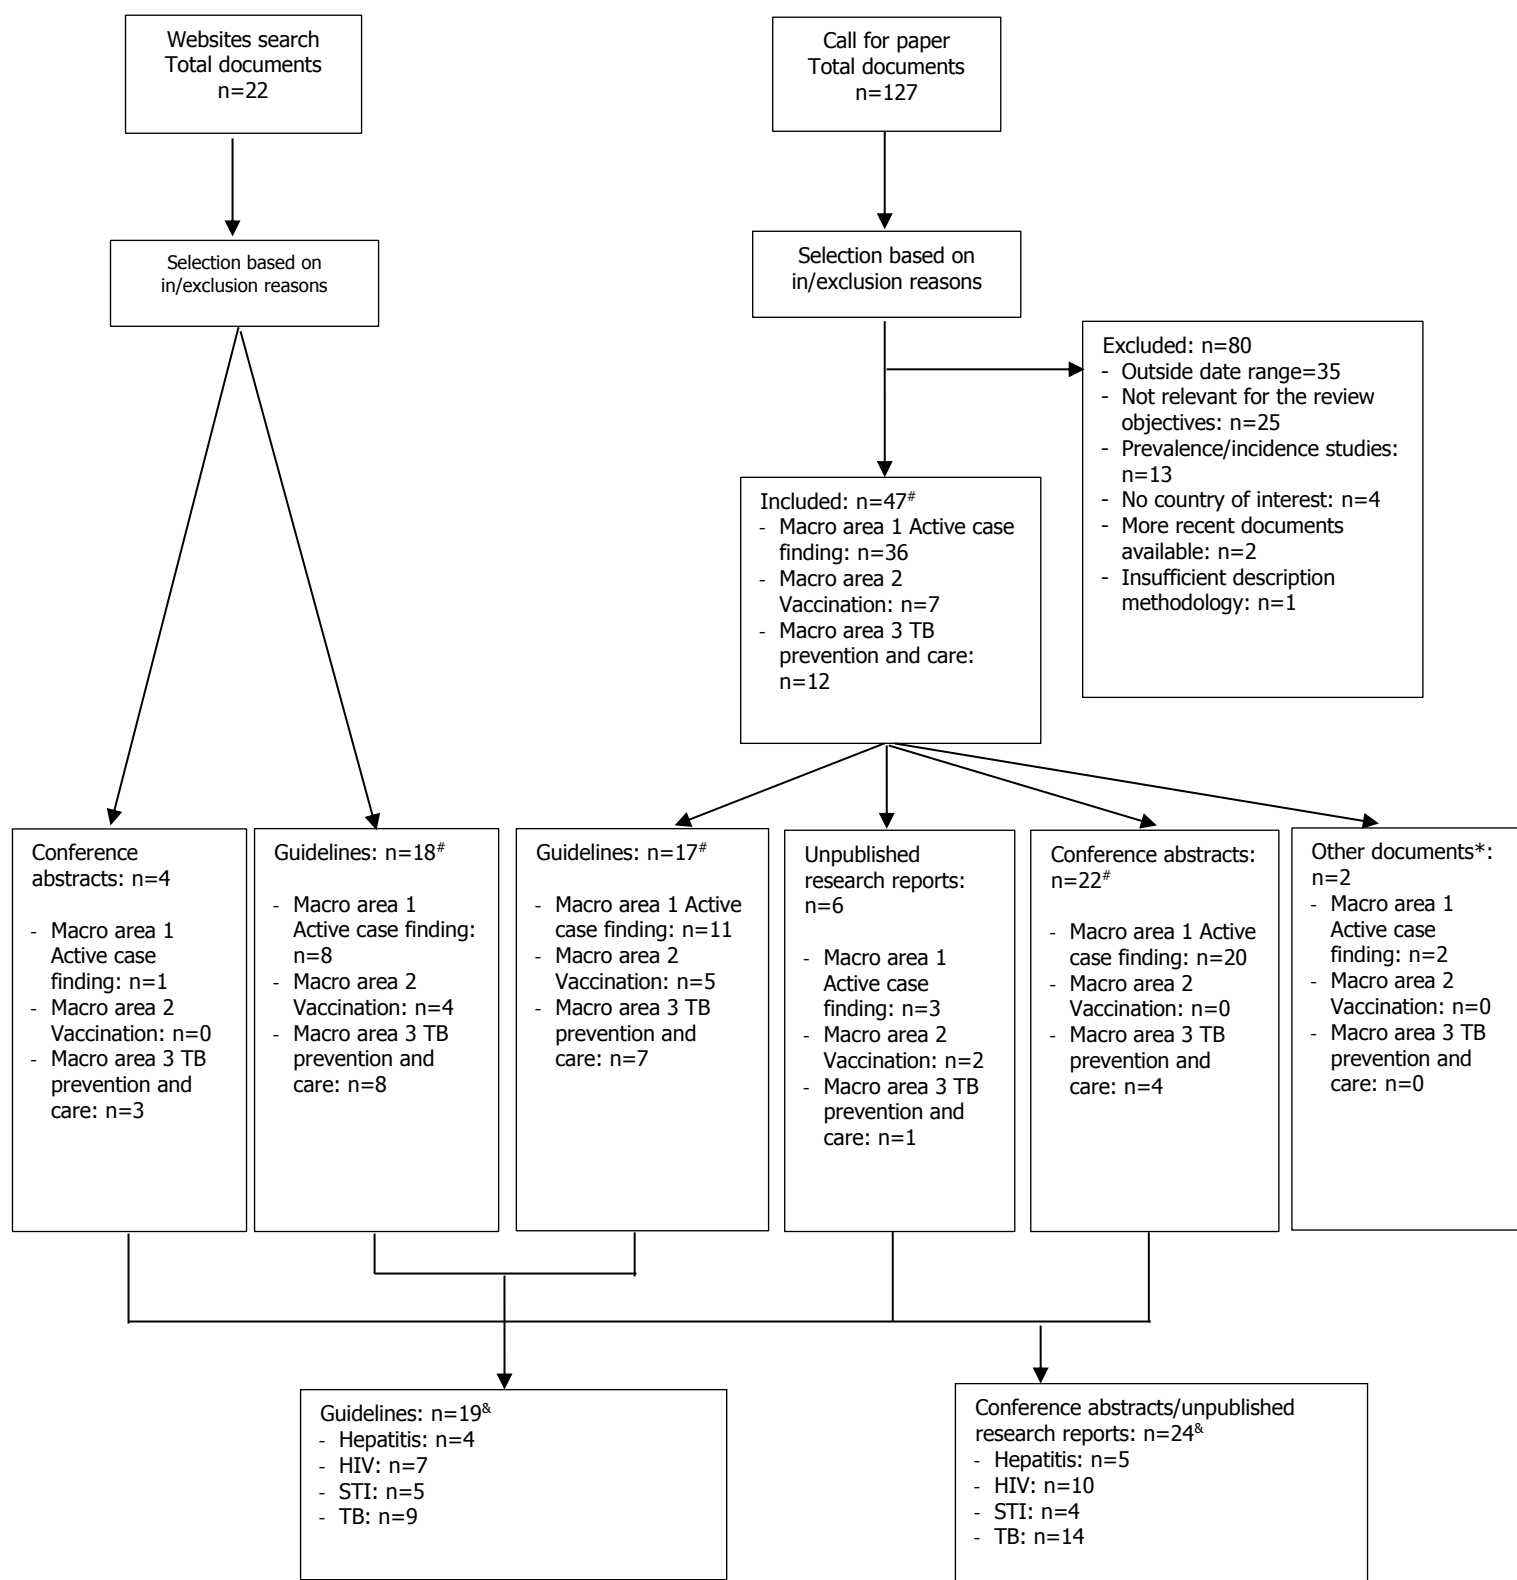 Websites search
Total documents
n=22
Call for paper
Total documents
n=127
Selection based on
in/exclusion reasons
Selection based on
in/exclusion reasons
Excluded: n=80
- Outside date range=35
- Not relevant for the review
objectives: n=25
- Prevalence/incidence studies:
n=13
- No country of interest: n=4
- More recent documents
available: n=2
- Insufficient description
methodology: n=1
Included: n=47#
- Macro area 1 Active case
finding: n=36
- Macro area 2
Vaccination: n=7
- Macro area 3 TB
prevention and care:
n=12
Conference
abstracts: n=4
- Macro area 1
Active case
finding: n=1
- Macro area 2
Vaccination: n=0
- Macro area 3 TB
prevention and
care: n=3
Guidelines: n=18#
- Macro area 1
Active case finding:
n=8
- Macro area 2
Vaccination: n=4
- Macro area 3 TB
prevention and
care: n=8
Guidelines: n=17#
- Macro area 1 Active
case finding: n=11
- Macro area 2
Vaccination: n=5
- Macro area 3 TB
prevention and
care: n=7
Unpublished
research reports:
n=6
- Macro area 1
Active case
finding: n=3
- Macro area 2
Vaccination: n=2
- Macro area 3 TB
prevention and
care: n=1
Conference abstracts:
n=22#
- Macro area 1 Active
case finding: n=20
- Macro area 2
Vaccination: n=0
- Macro area 3 TB
prevention and
care: n=4
Other documents*:
n=2
- Macro area 1
Active case
finding: n=2
- Macro area 2
Vaccination: n=0
- Macro area 3 TB
prevention and
care: n=0
Guidelines: n=19&
- Hepatitis: n=4
- HIV: n=7
- STI: n=5
- TB: n=9
Conference abstracts/unpublished
research reports: n=24&
- Hepatitis: n=5
- HIV: n=10
- STI: n=4
- TB: n=14